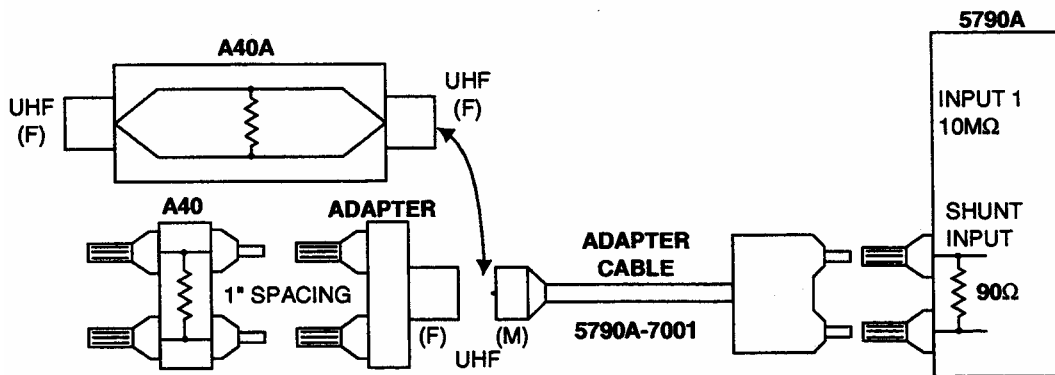 5790A
A40A
UHF
(F)
UHF
(F)
INPUT 1
10MΩ
A40
ADAPTER
SHUNT
INPUT
ADAPTER
CABLE
1" SPACING
90Ω
(F)
(M)
5790A-7001
UHF